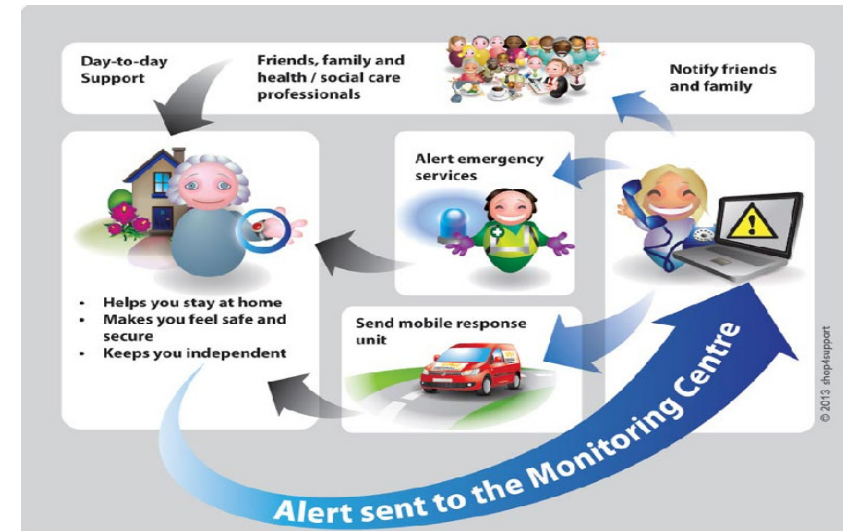 Day-to-day
Support
Friends, family and
health / social care
professionals
Notify friends
and family
Alert emergency
services
• Helps you stay at home
• Makes you feel safe and
secure
• Keeps you independent
Send mobile response
unit
Alert sent to the Monitoring Centre
© 2013 shop4support